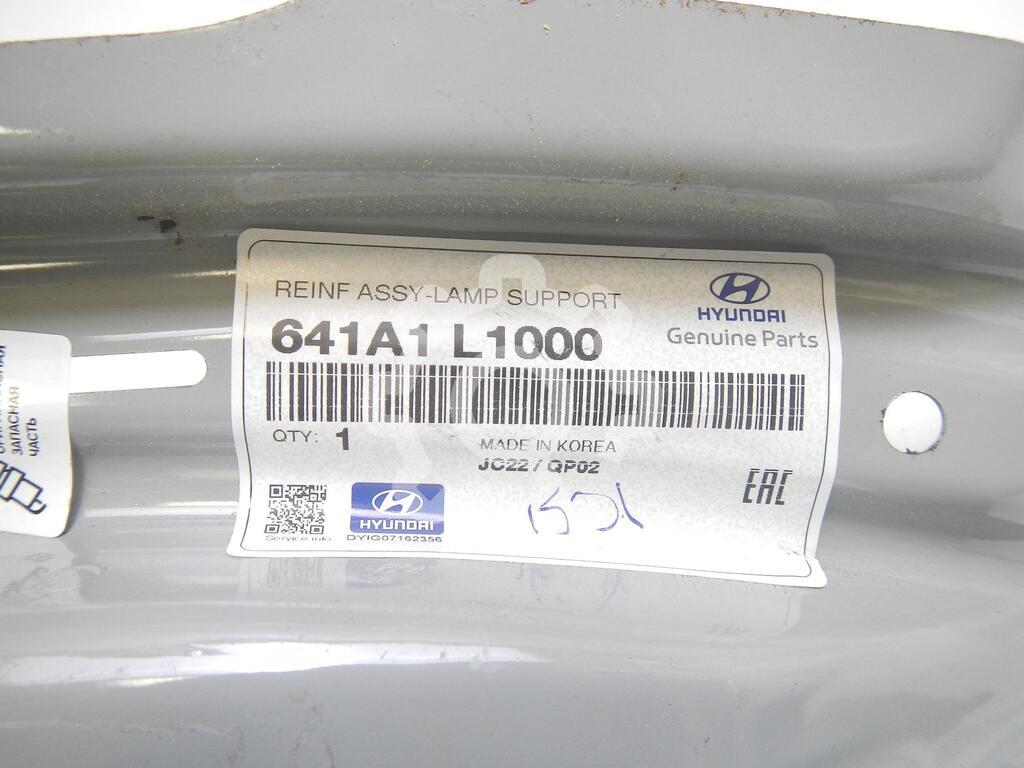 REINF ASSY-LAMP SUPPORT
641A1 L1000
HYUNDAI
Genuine Parts
QTY: 1
MADE IN KOREA
JC22 / QP02
EAC
HYUNDAI
Service info
DYIG07162356
ЗАПАСНАЯ
ЧАСТЬ